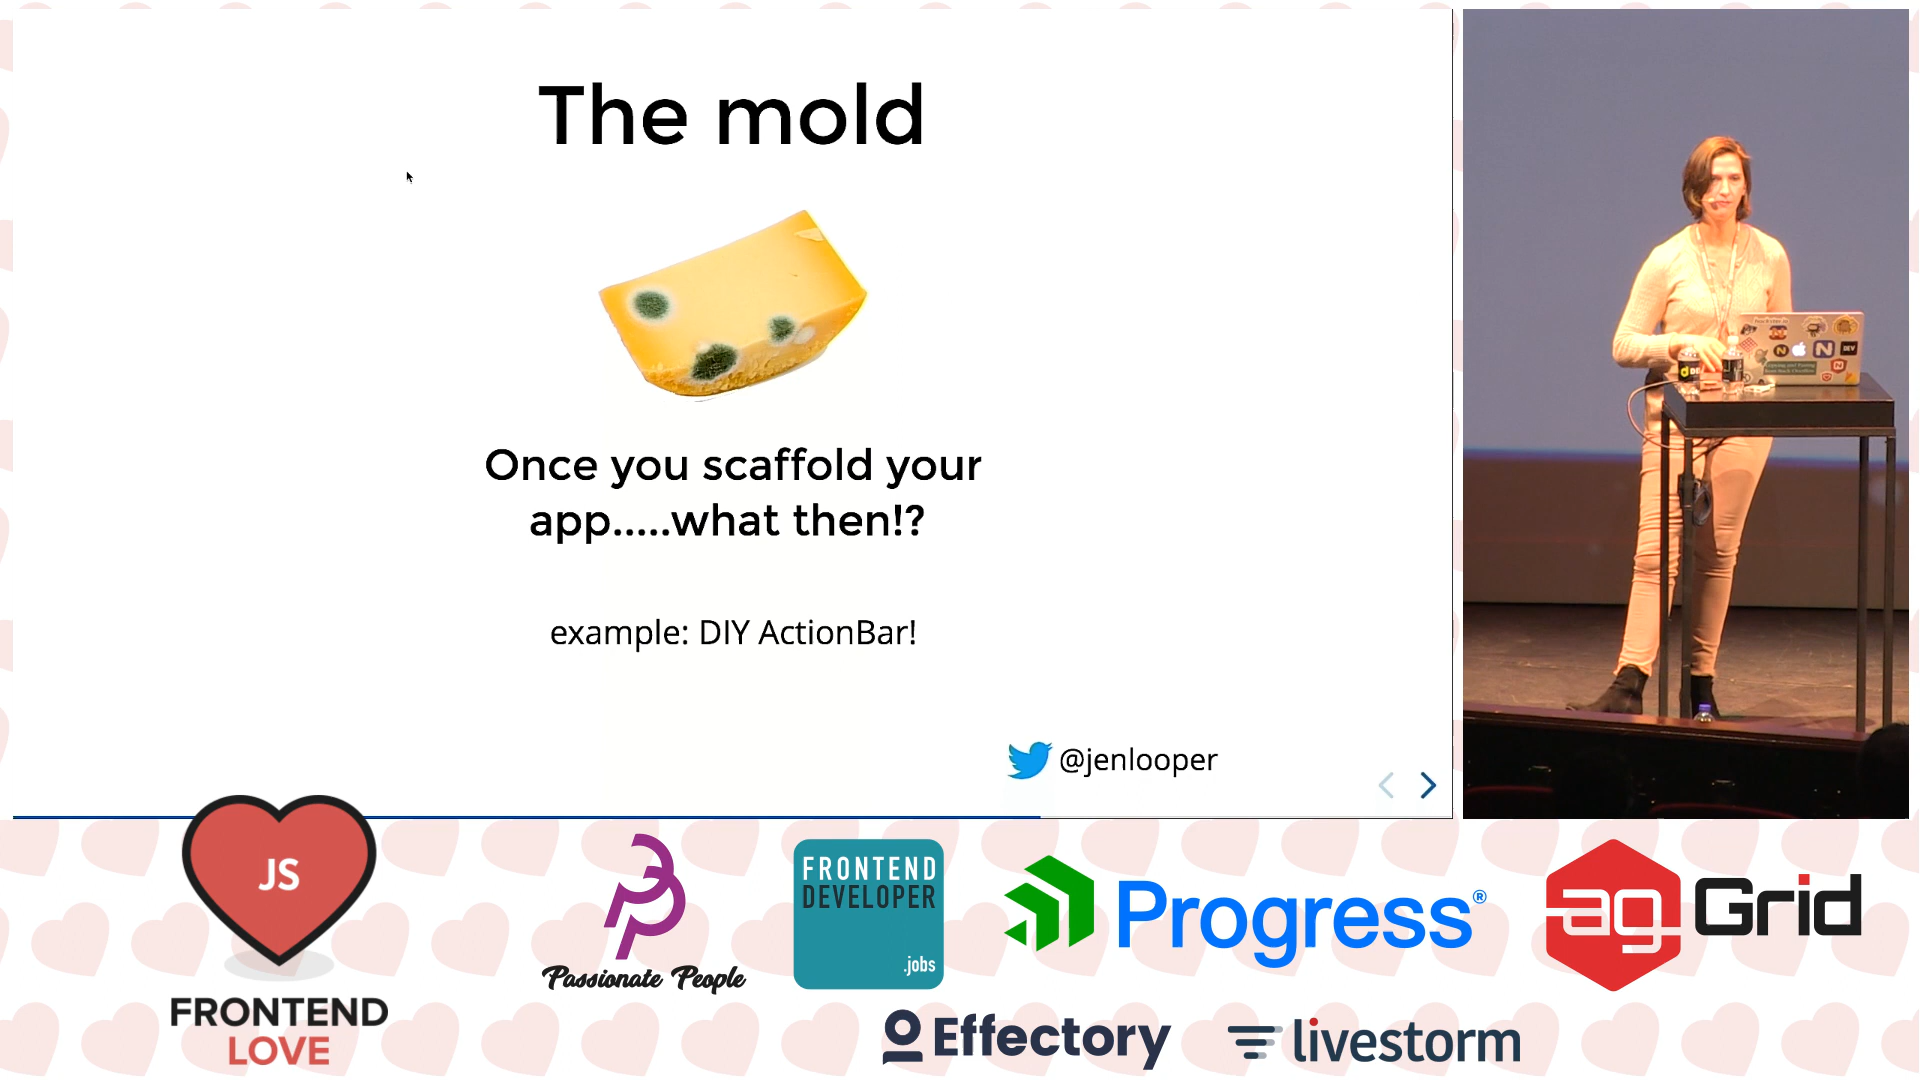 The mold
Once you scaffold your
app.....what then!?
example: DIY ActionBar!
@jenlooper
JS
FRONTEND
LOVE
Passionate People
FRONTEND
DEVELOPER
.jobs
Progress®
ag Grid
Effectory
livestorm
N
DEV